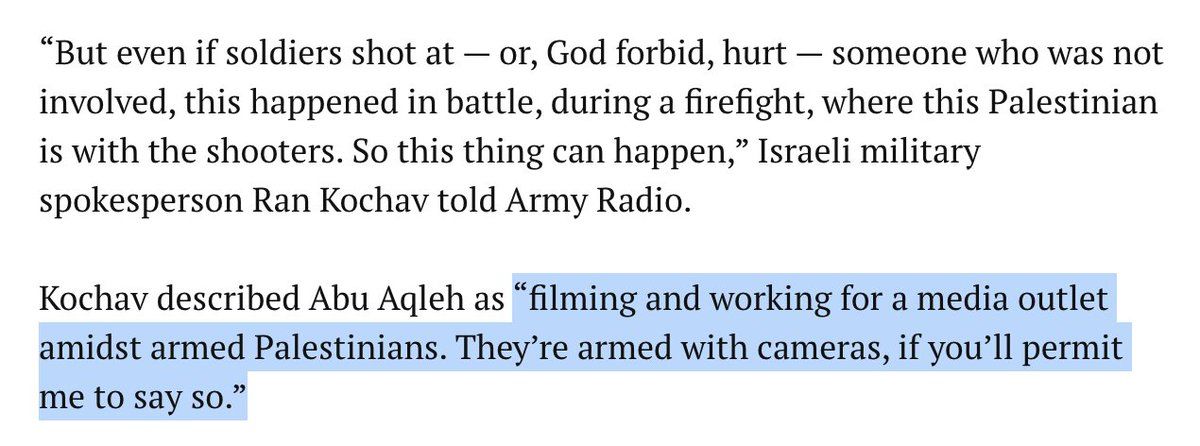 “But even if soldiers shot at — or, God forbid, hurt — someone who was not
involved, this happened in battle, during a firefight, where this Palestinian
is with the shooters. So this thing can happen,” Israeli military
spokesperson Ran Kochav told Army Radio.
Kochav described Abu Aqleh as “filming and working for a media outlet
amidst armed Palestinians. They’re armed with cameras, if you’ll permit
me to say so.”